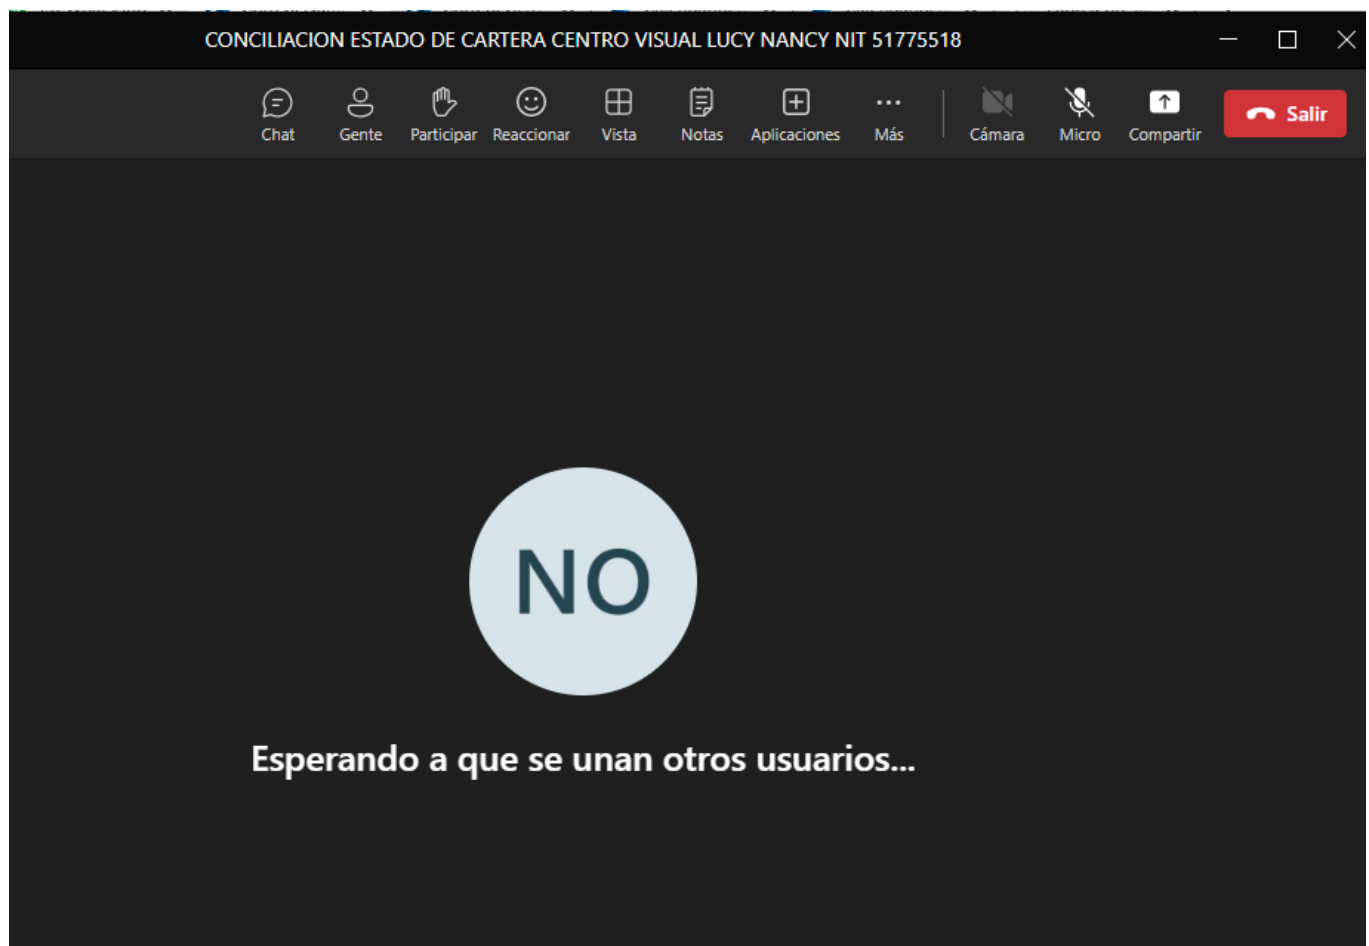 CONCILIACION ESTADO DE CARTERA CENTRO VISUAL LUCY NANCY NIT 51775518
Chat Gente Participar Reaccionar Vista Notas Aplicaciones Más Cámara Micro Compartir Salir
NO
Esperando a que se unan otros usuarios...